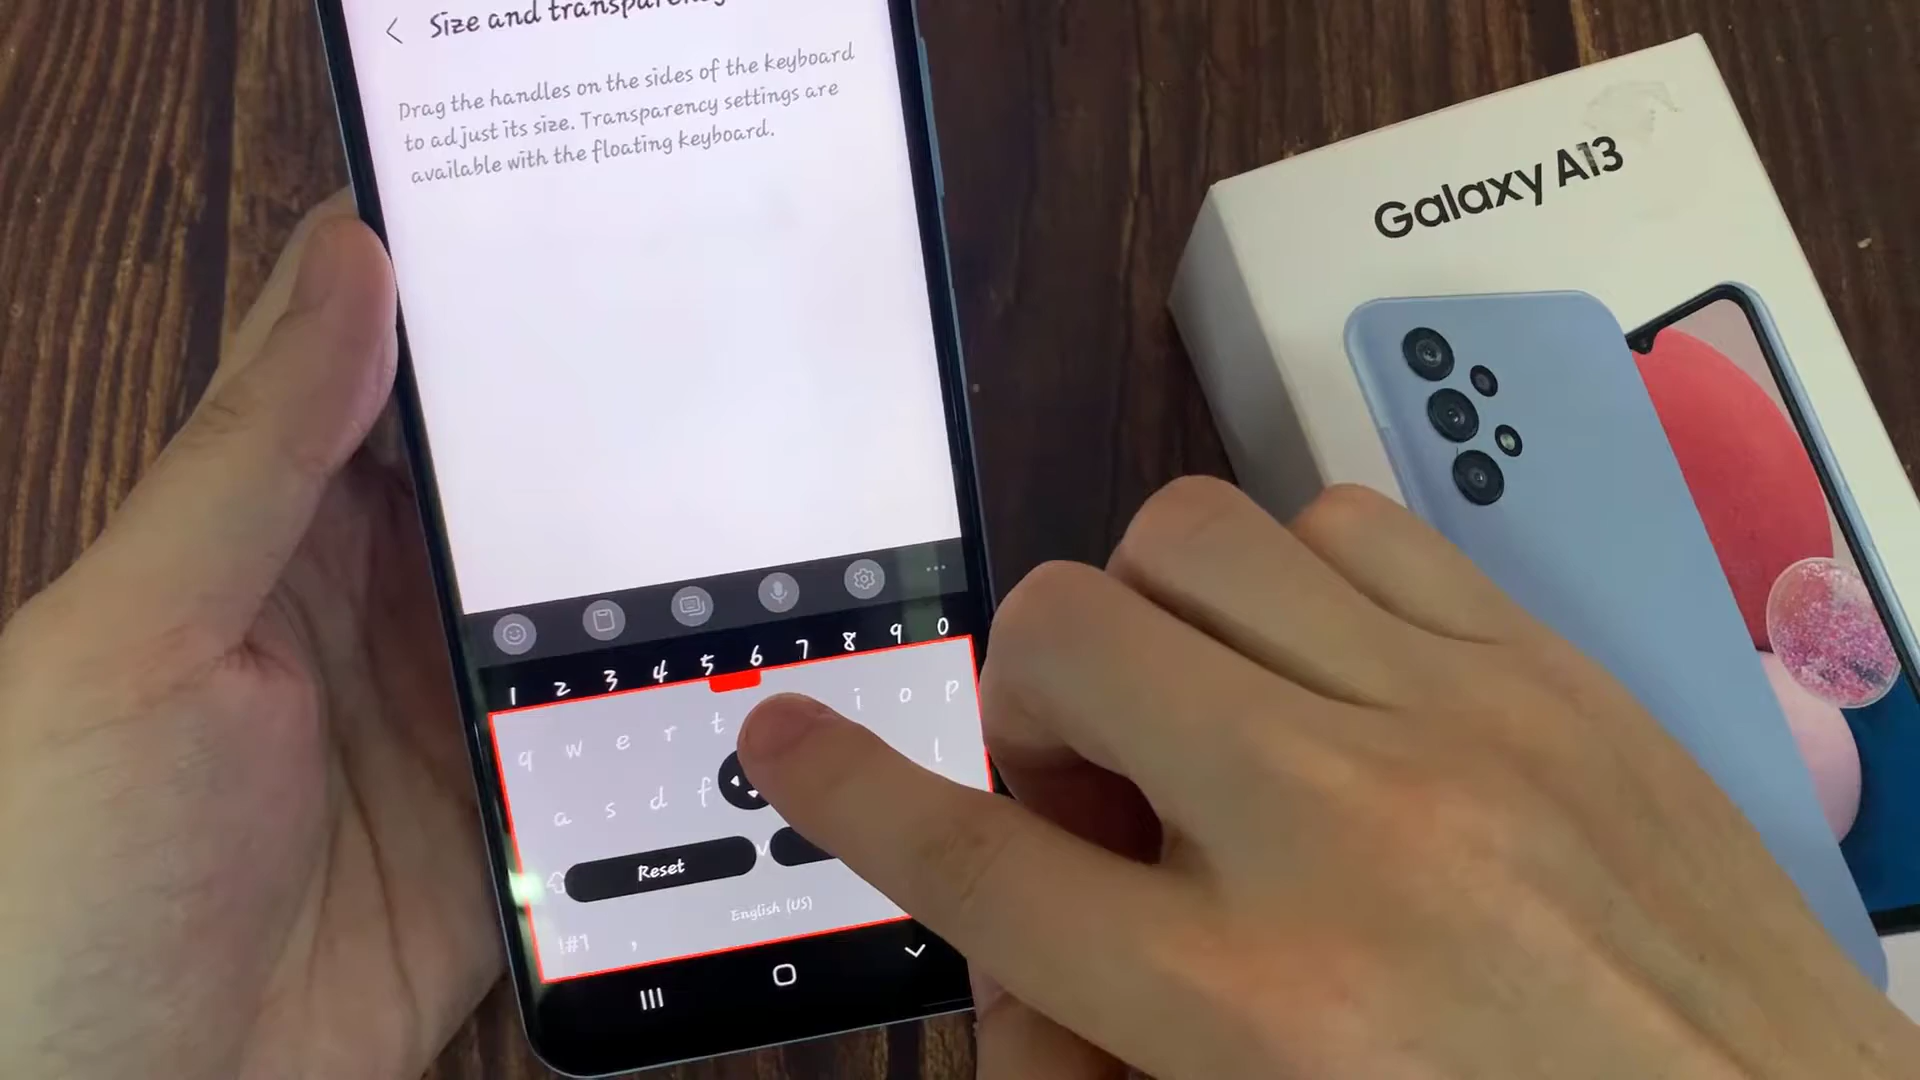 Size and transparency
Drag the handles on the sides of the keyboard
to adjust its size. Transparency settings are
available with the floating keyboard.
Galaxy A13
1 2 3 4 5 6 7 8 9 0
q w e r t i o p
a s d f l
v
Reset
English (US)
!#1 ,